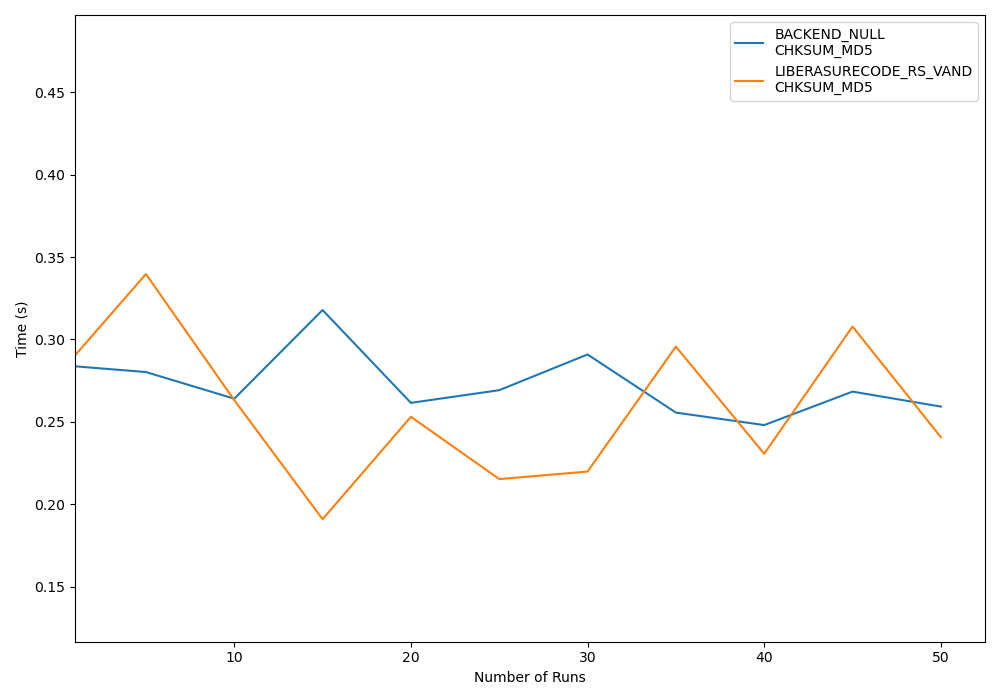 BACKEND_NULL
CHKSUM_MD5
LIBERASURECODE_RS_VAND
CHKSUM_MD5
0.45
0.40
0.35
0.30
0.25
0.20
0.15
Time (s)
10 20 30 40 50
Number of Runs